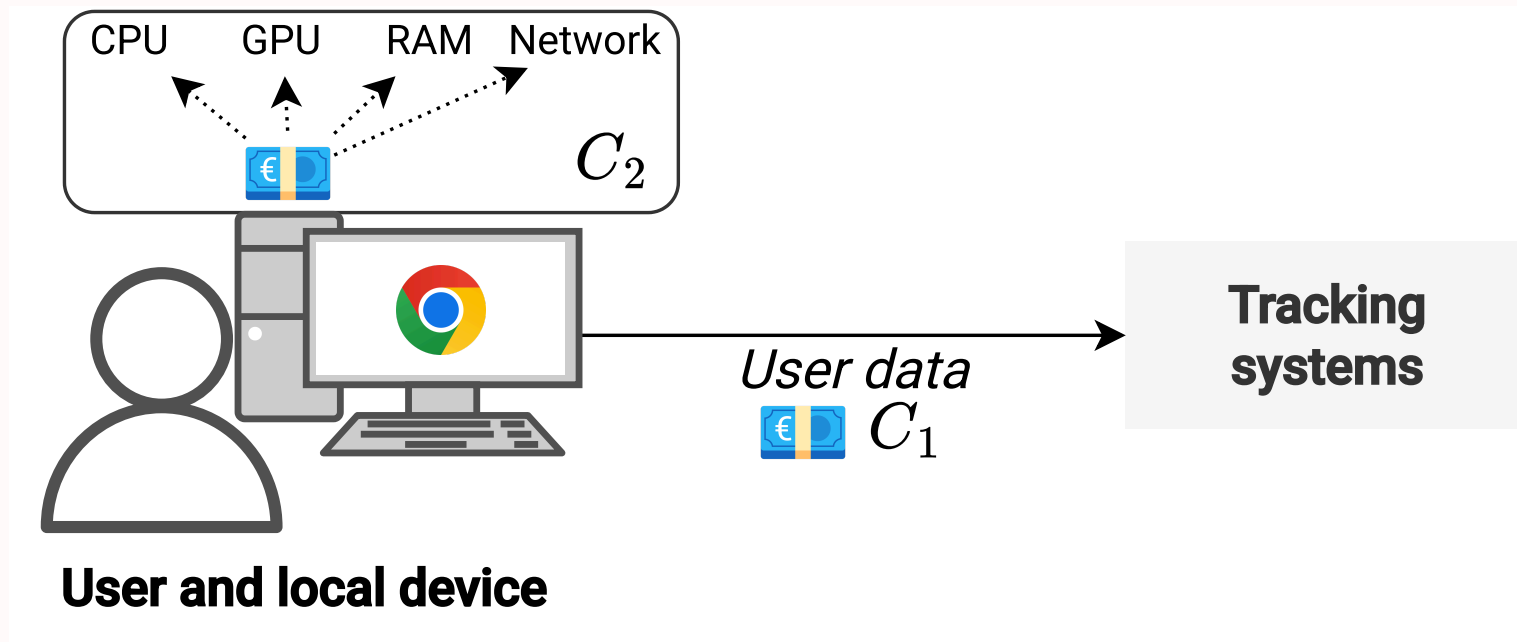 CPU GPU RAM Network
€
C₂
User data
€ C₁
Tracking
systems
User and local device